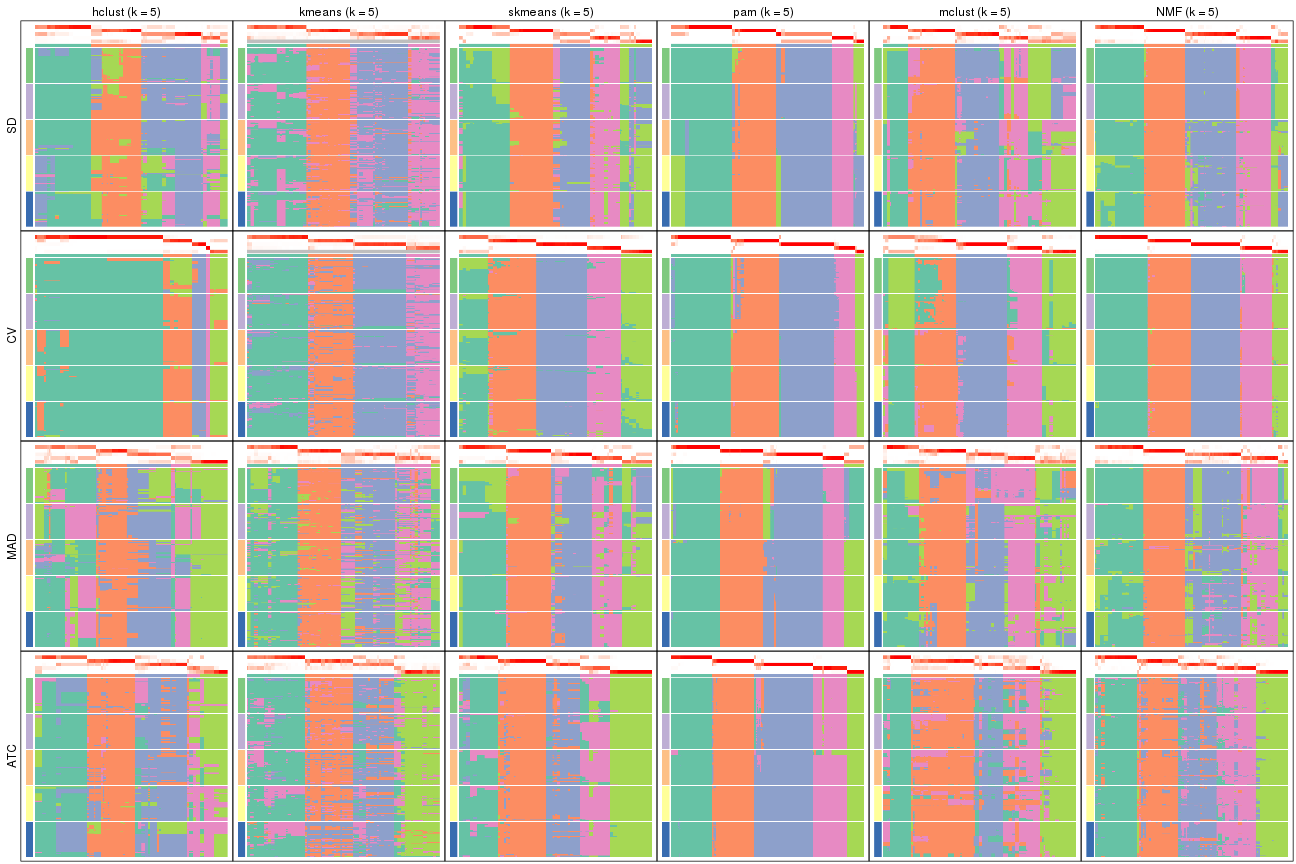 hclust (k = 5) kmeans (k = 5) skmeans (k = 5) pam (k = 5) mclust (k = 5) NMF (k = 5)
SD
CV
MAD
ATC